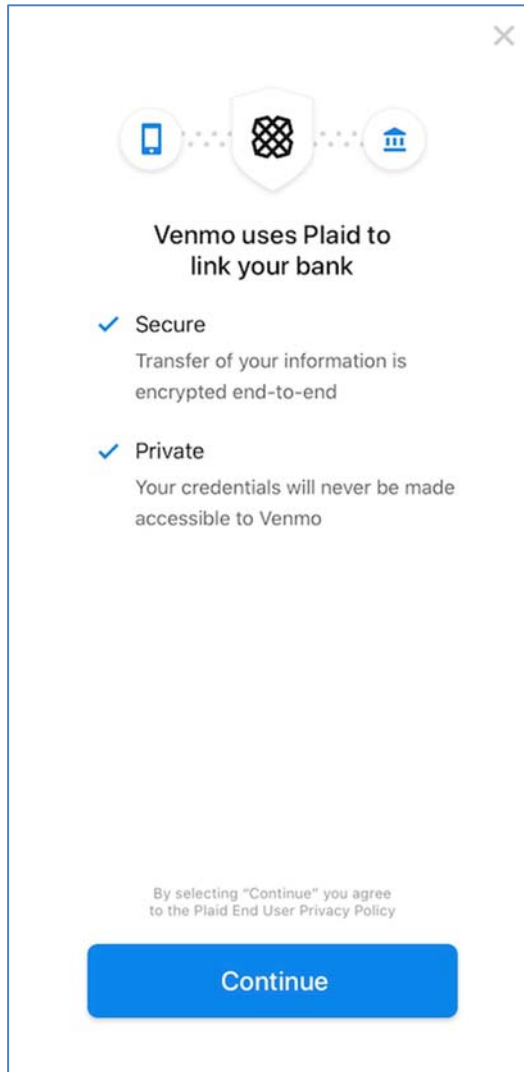 Venmo uses Plaid to
link your bank
Secure
Transfer of your information is
encrypted end-to-end
Private
Your credentials will never be made
accessible to Venmo
By selecting "Continue" you agree
to the Plaid End User Privacy Policy
Continue